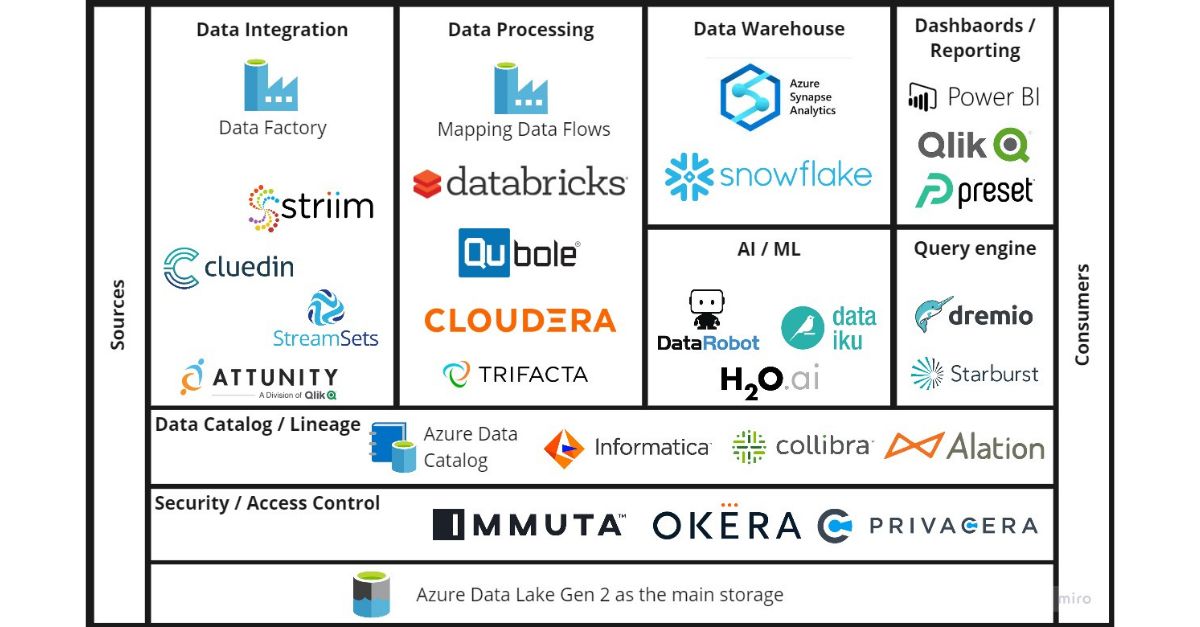 Sources
Data Integration
Data Factory
striim
cluedin
StreamSets
ATTUNITY
A Division of Qlik
Data Processing
Mapping Data Flows
databricks
Qubole®
CLOUDERA
TRIFACTA
Data Warehouse
Azure
Synapse
Analytics
snowflake
AI / ML
DataRobot
data
iku
H2O.ai
Dashbaords /
Reporting
Power BI
Qlik
preset
Query engine
dremio
Starburst
Consumers
Data Catalog / Lineage
Azure Data
Catalog
Informatica
collibra
Alation
Security / Access Control
IMMUTA™
OKËRA
PRIVACERA
Azure Data Lake Gen 2 as the main storage
miro